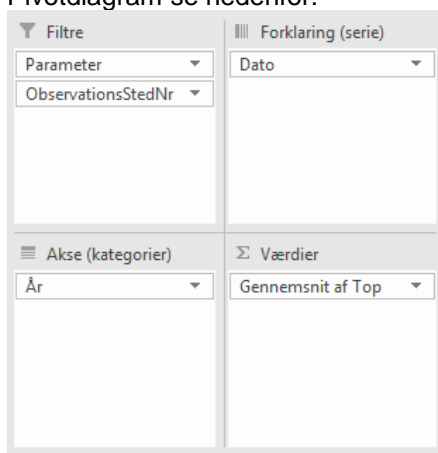 Pivotdiagram se nedenfor:
Filtre
Parameter
ObservationsStedNr
Forklaring (serie)
Dato
Akse (kategorier)
År
Σ Værdier
Gennemsnit af Top